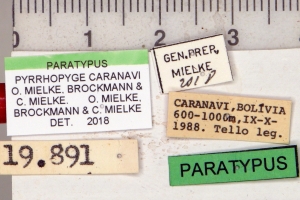 1 2 3
PARATYPUS
PYRRHOPYGE CARANAVI
O. MIELKE, BROCKMANN &
C. MIELKE. O. MIELKE,
BROCKMANN & C. MIELKE
DET. 2018
GEN. PREP.
MIELKE
CARANAVI, BOLÍVIA
600-1000m, IX-X-
1988. Tello leg.
19.891
PARATYPUS